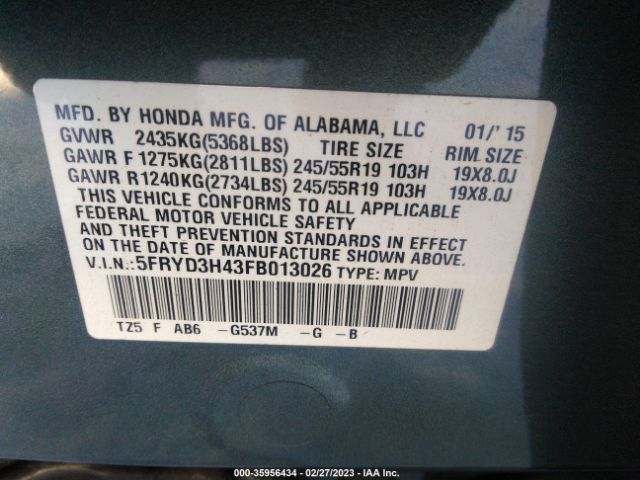 MFD. BY HONDA MFG. OF ALABAMA, LLC 01/' 15
GVWR 2435KG(5368LBS) TIRE SIZE RIM SIZE
GAWR F 1275KG(2811LBS) 245/55R19 103H 19X8.0J
GAWR R1240KG(2734LBS) 245/55R19 103H 19X8.0J
THIS VEHICLE CONFORMS TO ALL APPLICABLE
FEDERAL MOTOR VEHICLE SAFETY
AND THEFT PREVENTION STANDARDS IN EFFECT
ON THE DATE OF MANUFACTURE SHOWN ABOVE.
V.I.N.:5FRYD3H43FB013026 TYPE: MPV
TZ5 F AB6 -G537M -G -B
000-35956434 - 02/27/2023 - IAA Inc.